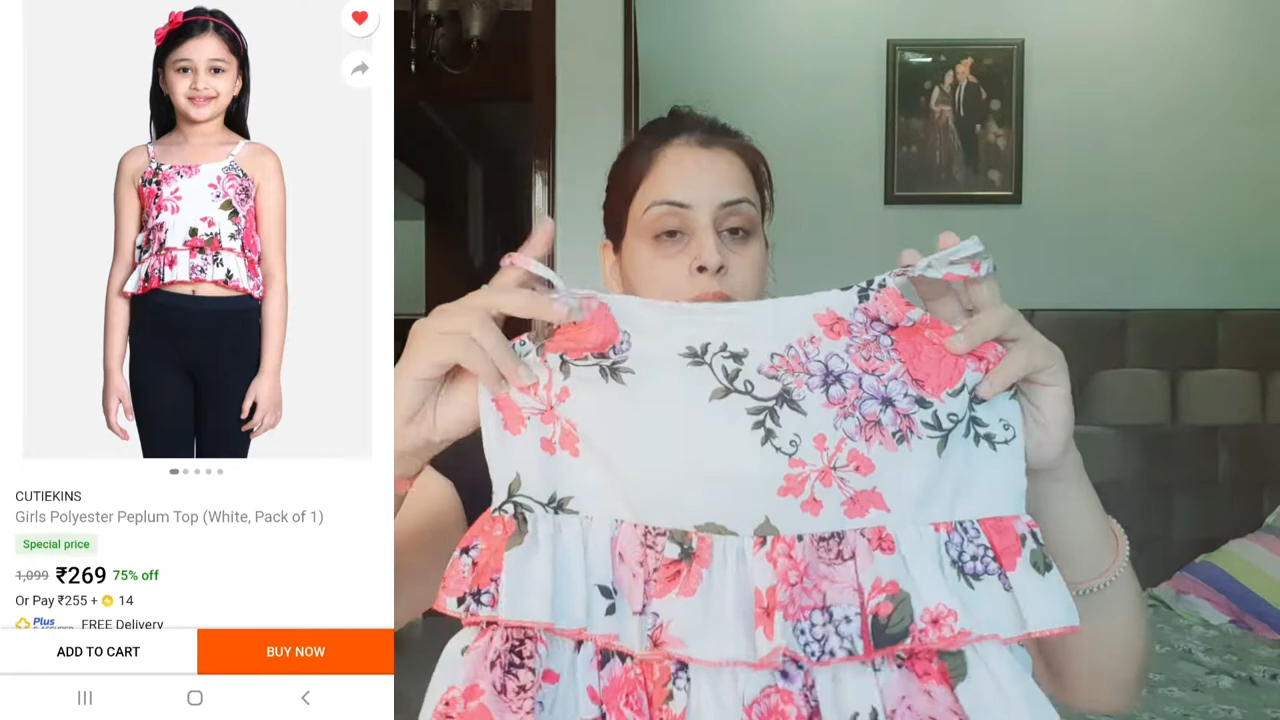 CUTIEKINS
Girls Polyester Peplum Top (White, Pack of 1)
Special price
1,099 ₹269 75% off
Or Pay ₹255 + 14
Plus FREE Delivery
ADD TO CART BUY NOW